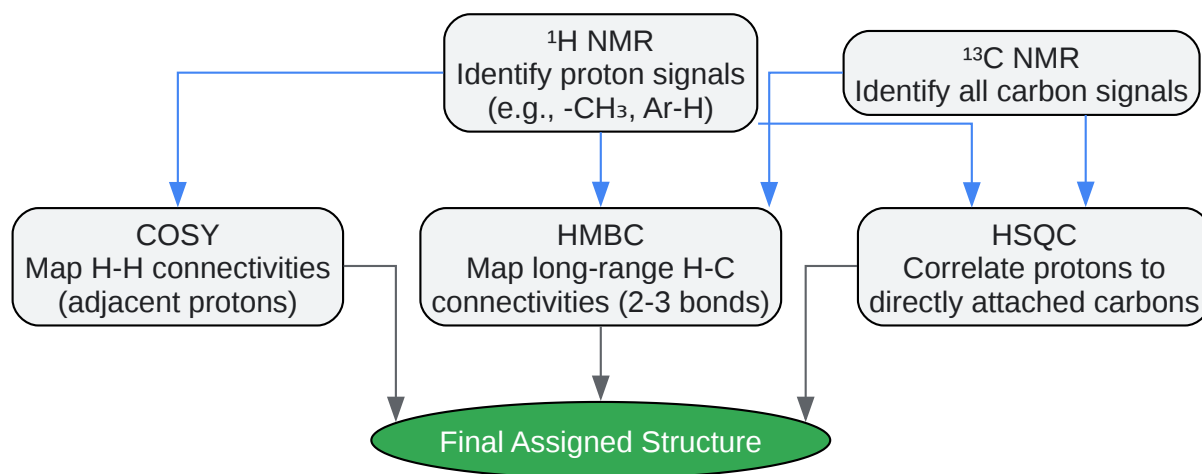 ¹H NMR
Identify proton signals
(e.g., -CH₃, Ar-H)
¹³C NMR
Identify all carbon signals
COSY
Map H-H connectivities
(adjacent protons)
HMBC
Map long-range H-C
connectivities (2-3 bonds)
HSQC
Correlate protons to
directly attached carbons
Final Assigned Structure